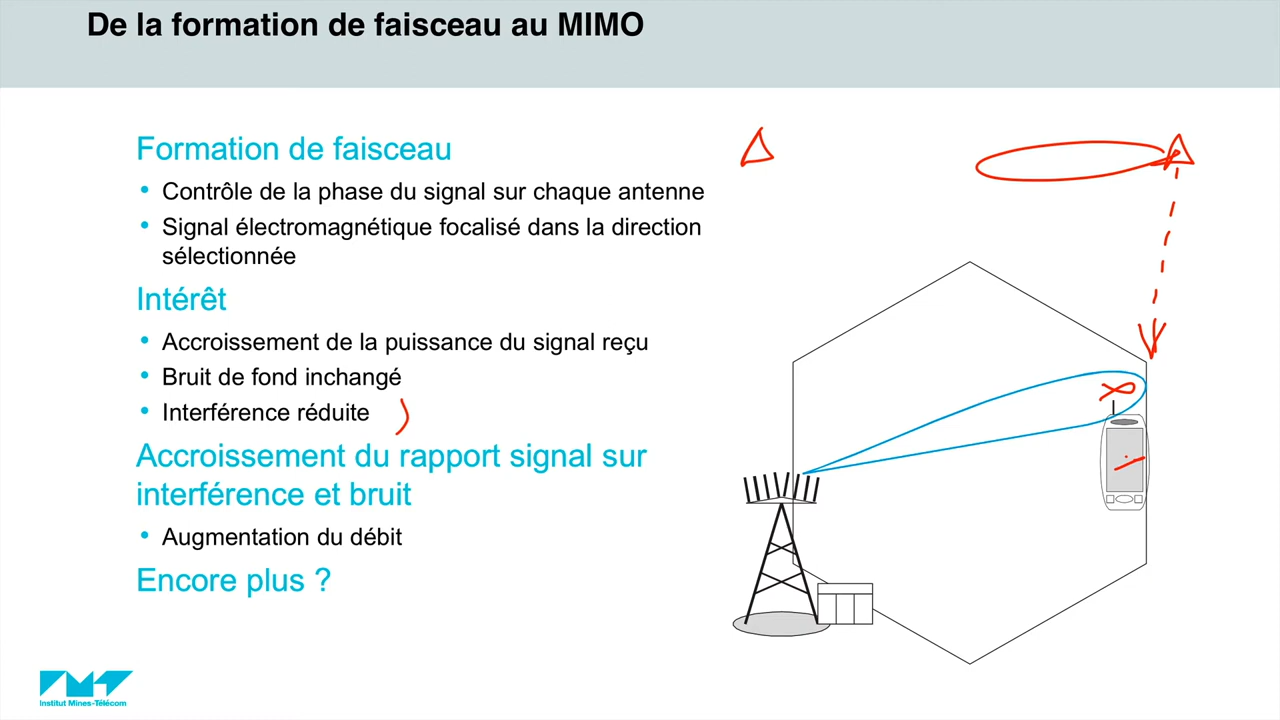 De la formation de faisceau au MIMO
Formation de faisceau
• Contrôle de la phase du signal sur chaque antenne
• Signal électromagnétique focalisé dans la direction
sélectionnée
Intérêt
• Accroissement de la puissance du signal reçu
• Bruit de fond inchangé
• Interférence réduite
Accroissement du rapport signal sur
interférence et bruit
• Augmentation du débit
Encore plus ?
Institut Mines-Télécom